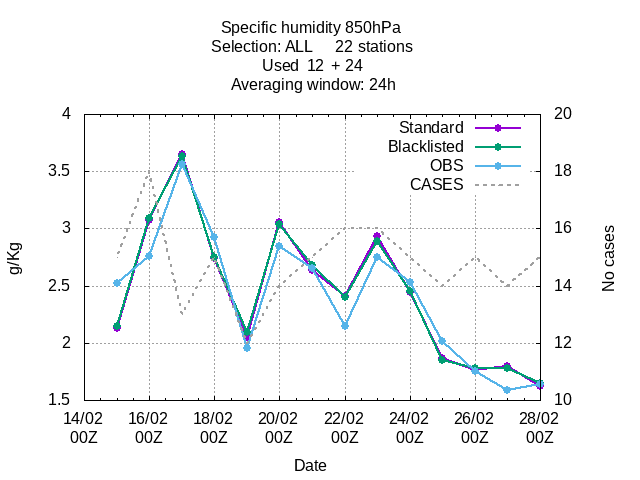 Specific humidity 850hPa
Selection: ALL 22 stations
Used 12 + 24
Averaging window: 24h
4 20
Standard
Blacklisted
OBS
CASES
3.5 18
3 16
g/Kg
No cases
2.5 14
2 12
1.5 10
14/02 16/02 18/02 20/02 22/02 24/02 26/02 28/02
00Z 00Z 00Z 00Z 00Z 00Z 00Z 00Z
Date